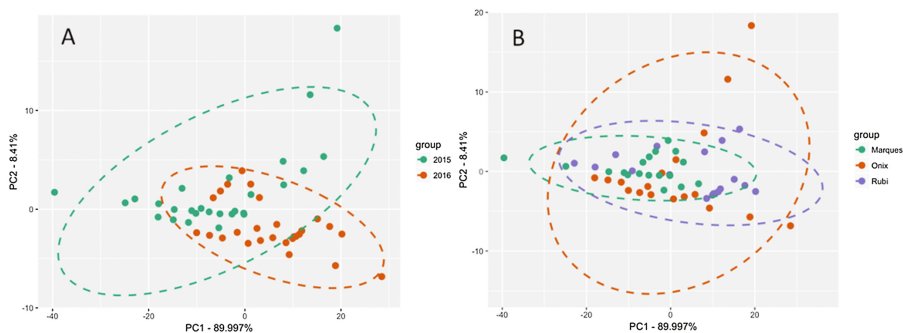 A
PC2 - 8.41%
10
0
-10
-40
-20
0
20
PC1 - 89.997%
group
2015
2016
B
PC2 - 8.41%
20
10
0
-10
-40
-20
0
20
PC1 - 89.997%
group
Marques
Onix
Rubi